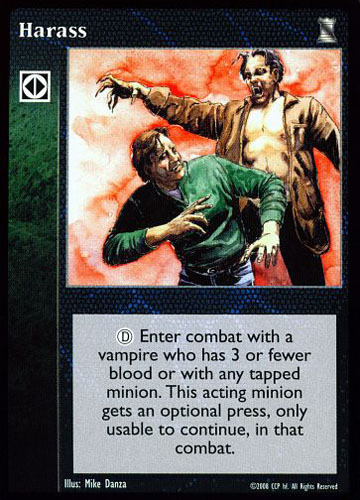 Harass
D Enter combat with a
vampire who has 3 or fewer
blood or with any tapped
minion. This acting minion
gets an optional press, only
usable to continue, in that
combat.
Illus: Mike Danza
©2008 CCP hf. All Rights Reserved